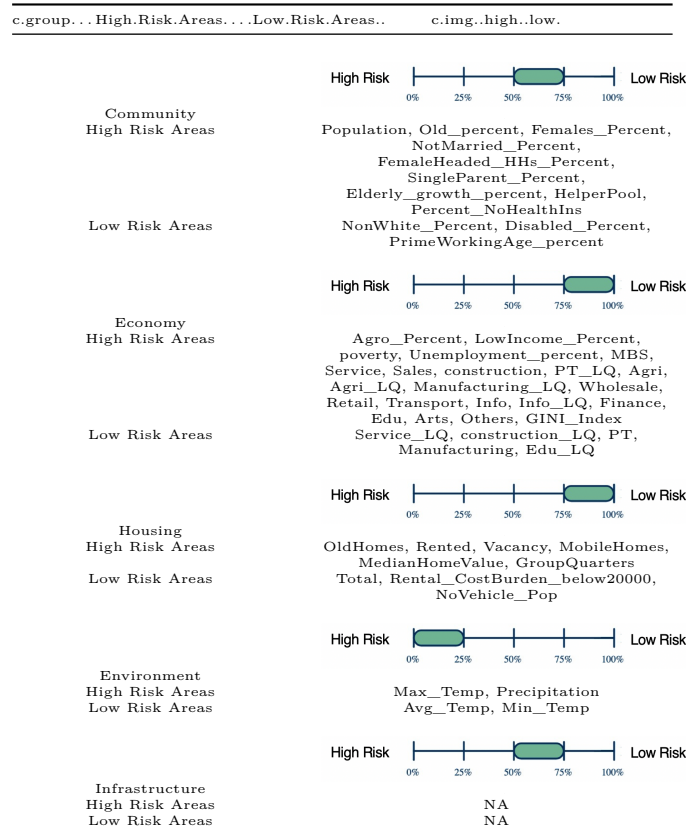 c.group...High.Risk.Areas....Low.Risk.Areas.. c.img..high..low.
High Risk Low Risk
0% 25% 50% 75% 100%
Community
High Risk Areas Population, Old_percent, Females_Percent,
NotMarried_Percent,
FemaleHeaded_HHs_Percent,
SingleParent_Percent,
Elderly_growth_percent, HelperPool,
Percent_NoHealthIns
Low Risk Areas NonWhite_Percent, Disabled_Percent,
PrimeWorkingAge_percent
High Risk Low Risk
0% 25% 50% 75% 100%
Economy
High Risk Areas Agro_Percent, LowIncome_Percent,
poverty, Unemployment_percent, MBS,
Service, Sales, construction, PT_LQ, Agri,
Agri_LQ, Manufacturing_LQ, Wholesale,
Retail, Transport, Info, Info_LQ, Finance,
Edu, Arts, Others, GINI_Index
Low Risk Areas Service_LQ, construction_LQ, PT,
Manufacturing, Edu_LQ
High Risk Low Risk
0% 25% 50% 75% 100%
Housing
High Risk Areas OldHomes, Rented, Vacancy, MobileHomes,
MedianHomeValue, GroupQuarters
Low Risk Areas Total, Rental_CostBurden_below20000,
NoVehicle_Pop
High Risk Low Risk
0% 25% 50% 75% 100%
Environment
High Risk Areas Max_Temp, Precipitation
Low Risk Areas Avg_Temp, Min_Temp
High Risk Low Risk
0% 25% 50% 75% 100%
Infrastructure
High Risk Areas NA
Low Risk Areas NA